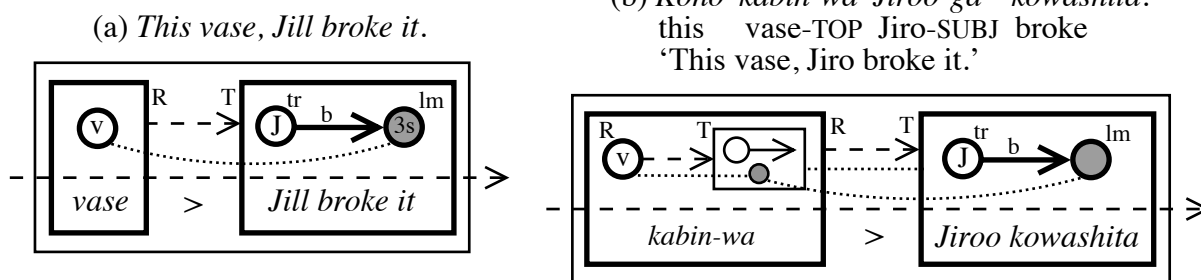 (a) This vase, Jill broke it.
(b) Kono kabin-wa Jiroo-ga kowashita.
this vase-TOP Jiro-SUBJ broke
‘This vase, Jiro broke it.’
R T tr lm
v J b 3s
vase > Jill broke it
R T R T tr lm
v J b
kabin-wa > Jiroo kowashita